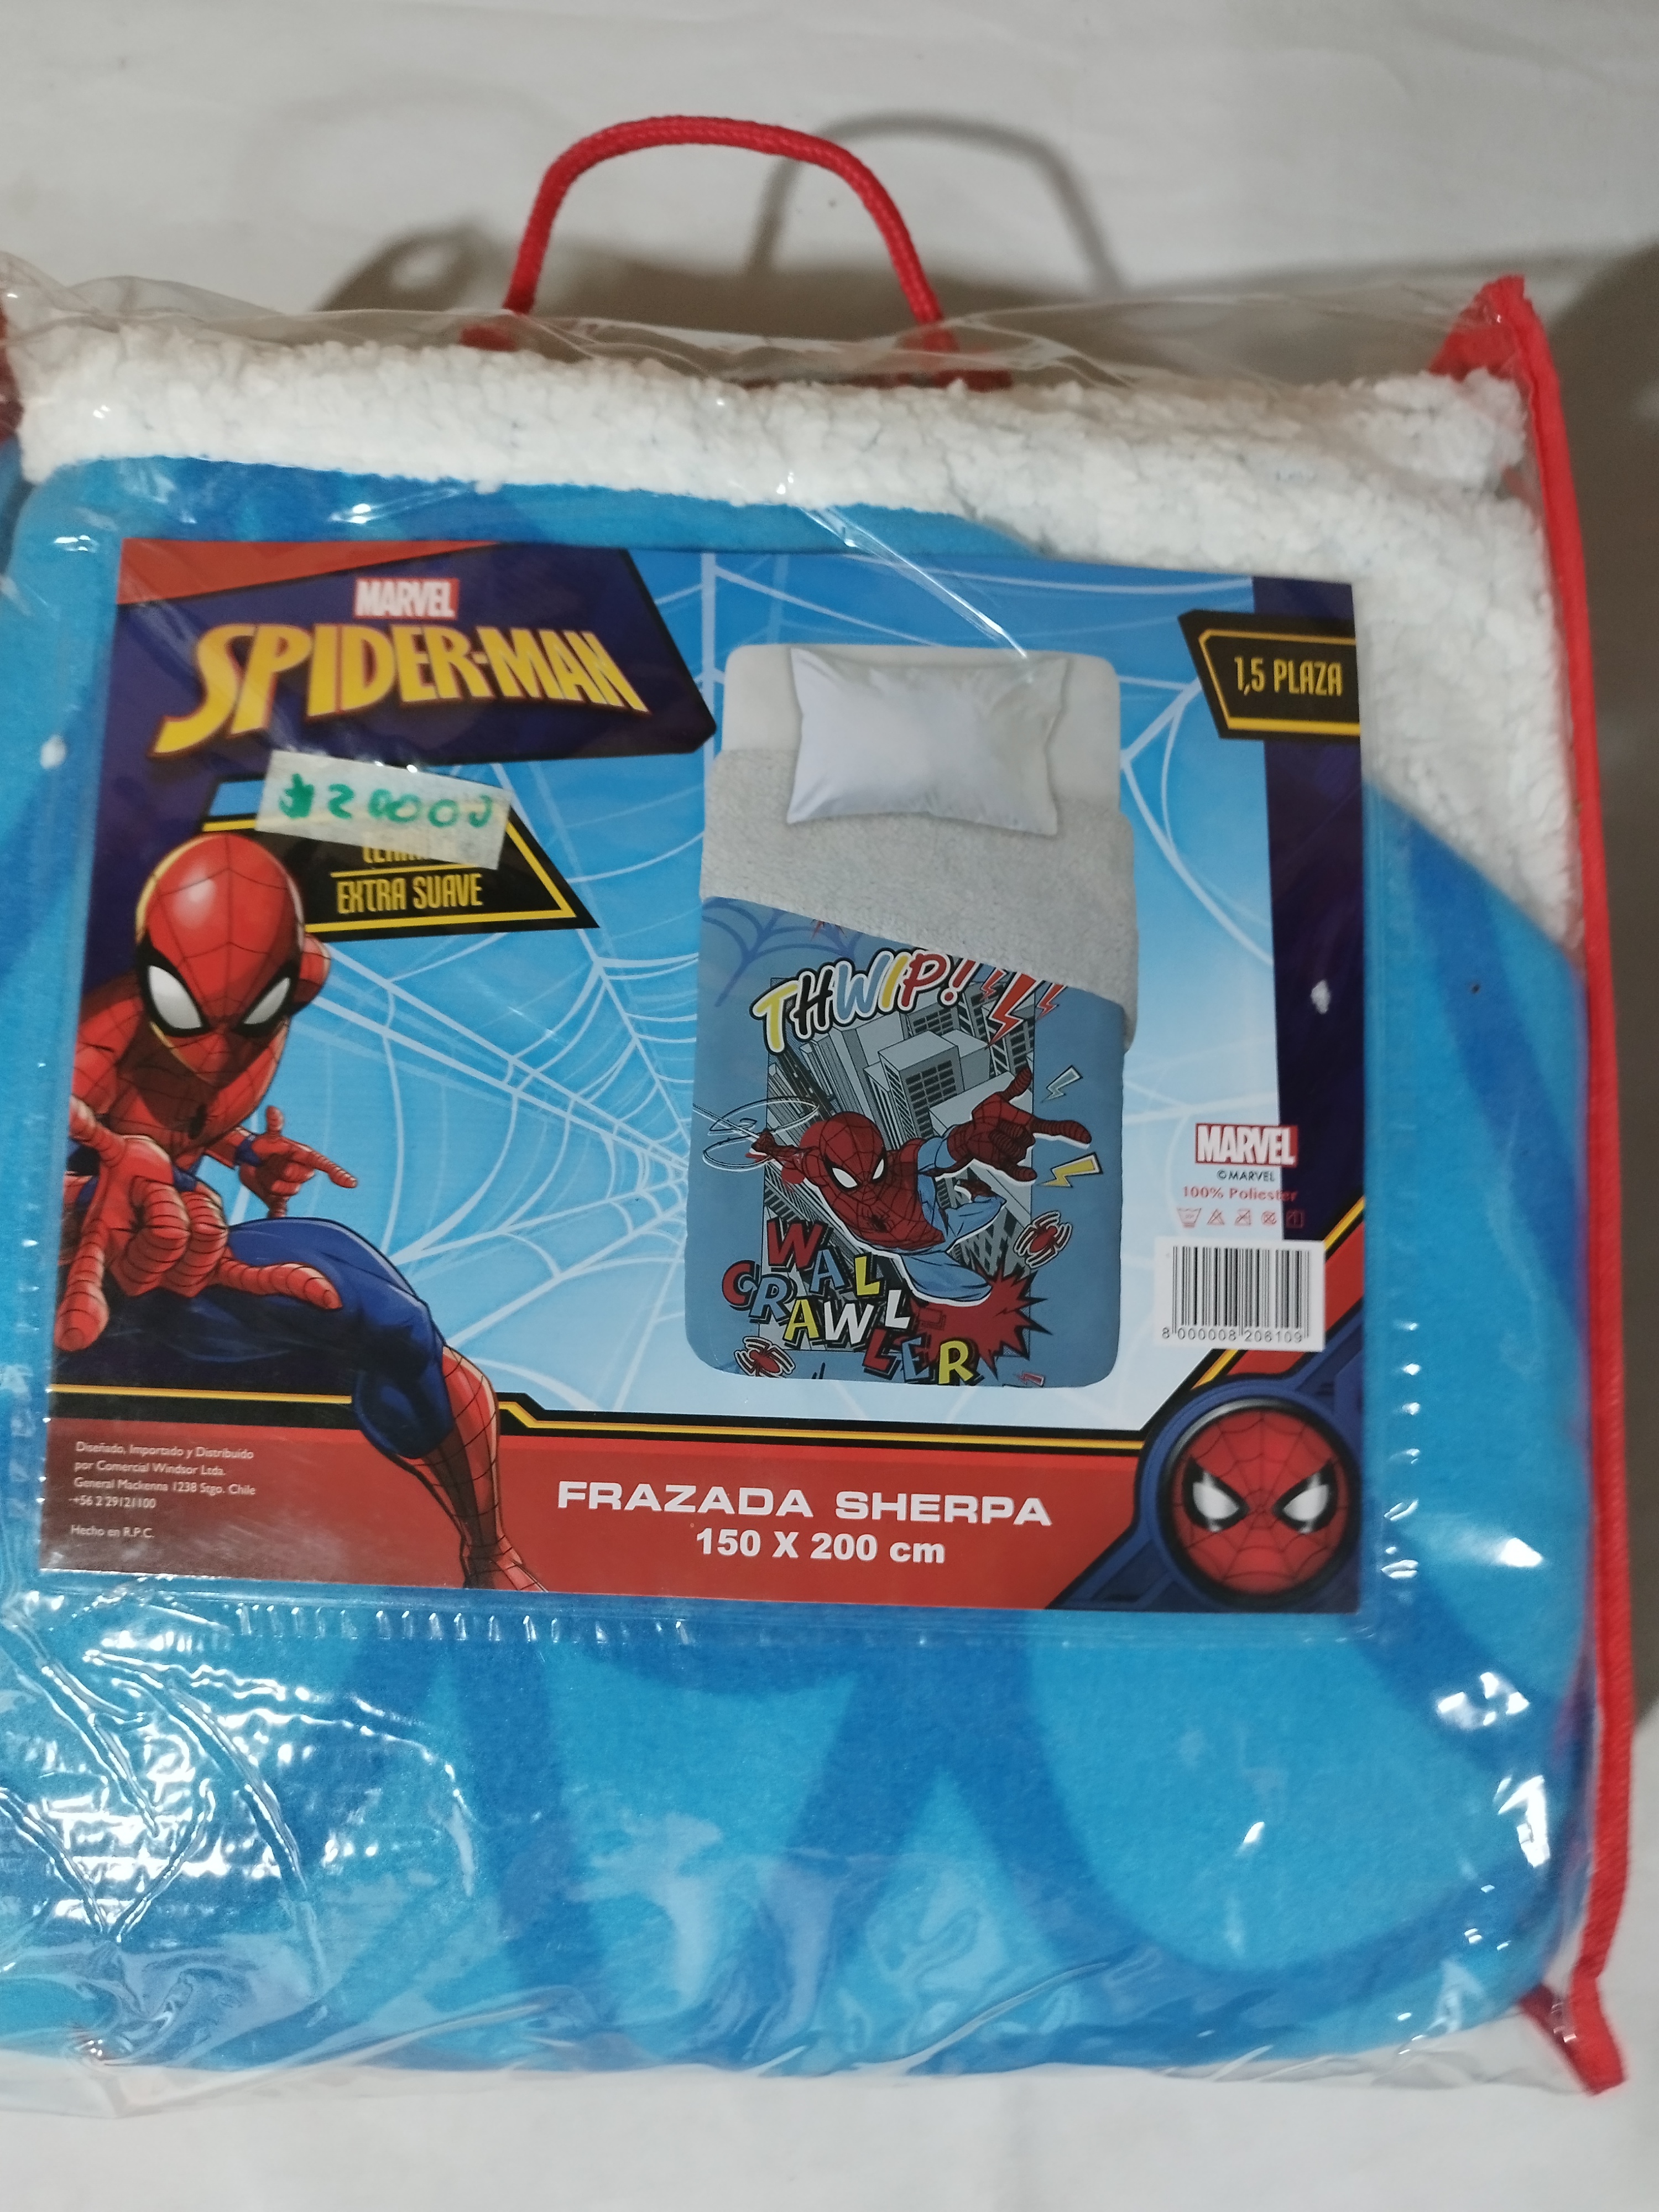 MARVEL
SPIDER-MAN
1,5 PLAZA
$20000
EXTRA SUAVE
THWIP!
WALL
CRAWLER
MARVEL
© MARVEL
100% Poliester
8 000008 206109
Diseñado, Importado y Distribuido
por Comercial Windsor Ltda.
General Mackenna 1238 Stgo. Chile
+56 2 29121100
Hecho en R.P.C.
FRAZADA SHERPA
150 X 200 cm